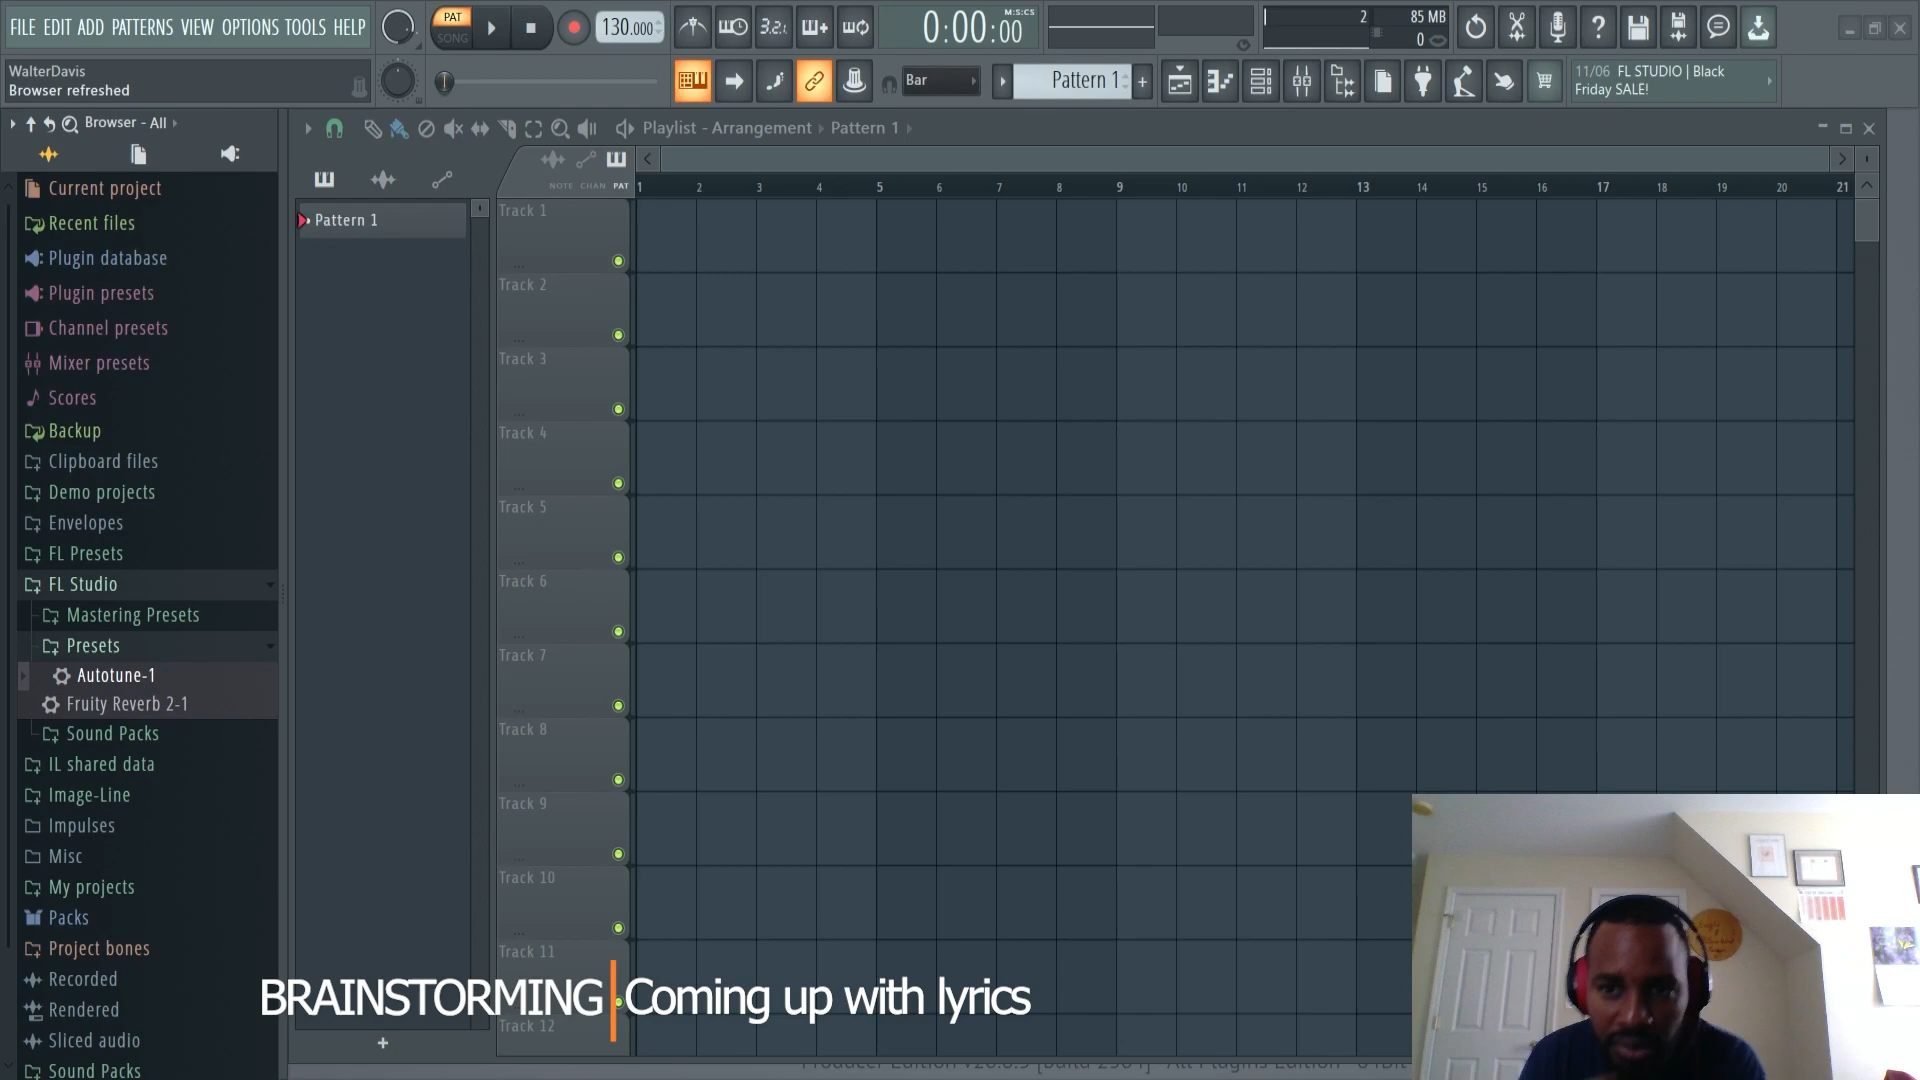 FILE EDIT ADD PATTERNS VIEW OPTIONS TOOLS HELP
PAT
SONG
130.000
3.2.
0:00:00
M:S:CS
2
85 MB
0
WalterDavis
Browser refreshed
Bar
Pattern 1
11/06 FL STUDIO | Black
Friday SALE!
Browser - All
Playlist - Arrangement
Pattern 1
NOTE CHAN PAT
1 2 3 4 5 6 7 8 9 10 11 12 13 14 15 16 17 18 19 20 21
Current project
Recent files
Plugin database
Plugin presets
Channel presets
Mixer presets
Scores
Backup
Clipboard files
Demo projects
Envelopes
FL Presets
FL Studio
Mastering Presets
Presets
Autotune-1
Fruity Reverb 2-1
Sound Packs
IL shared data
Image-Line
Impulses
Misc
My projects
Packs
Project bones
Recorded
Rendered
Sliced audio
Sound Packs
Pattern 1
Track 1
Track 2
Track 3
Track 4
Track 5
Track 6
Track 7
Track 8
Track 9
Track 10
Track 11
Track 12
BRAINSTORMING Coming up with lyrics